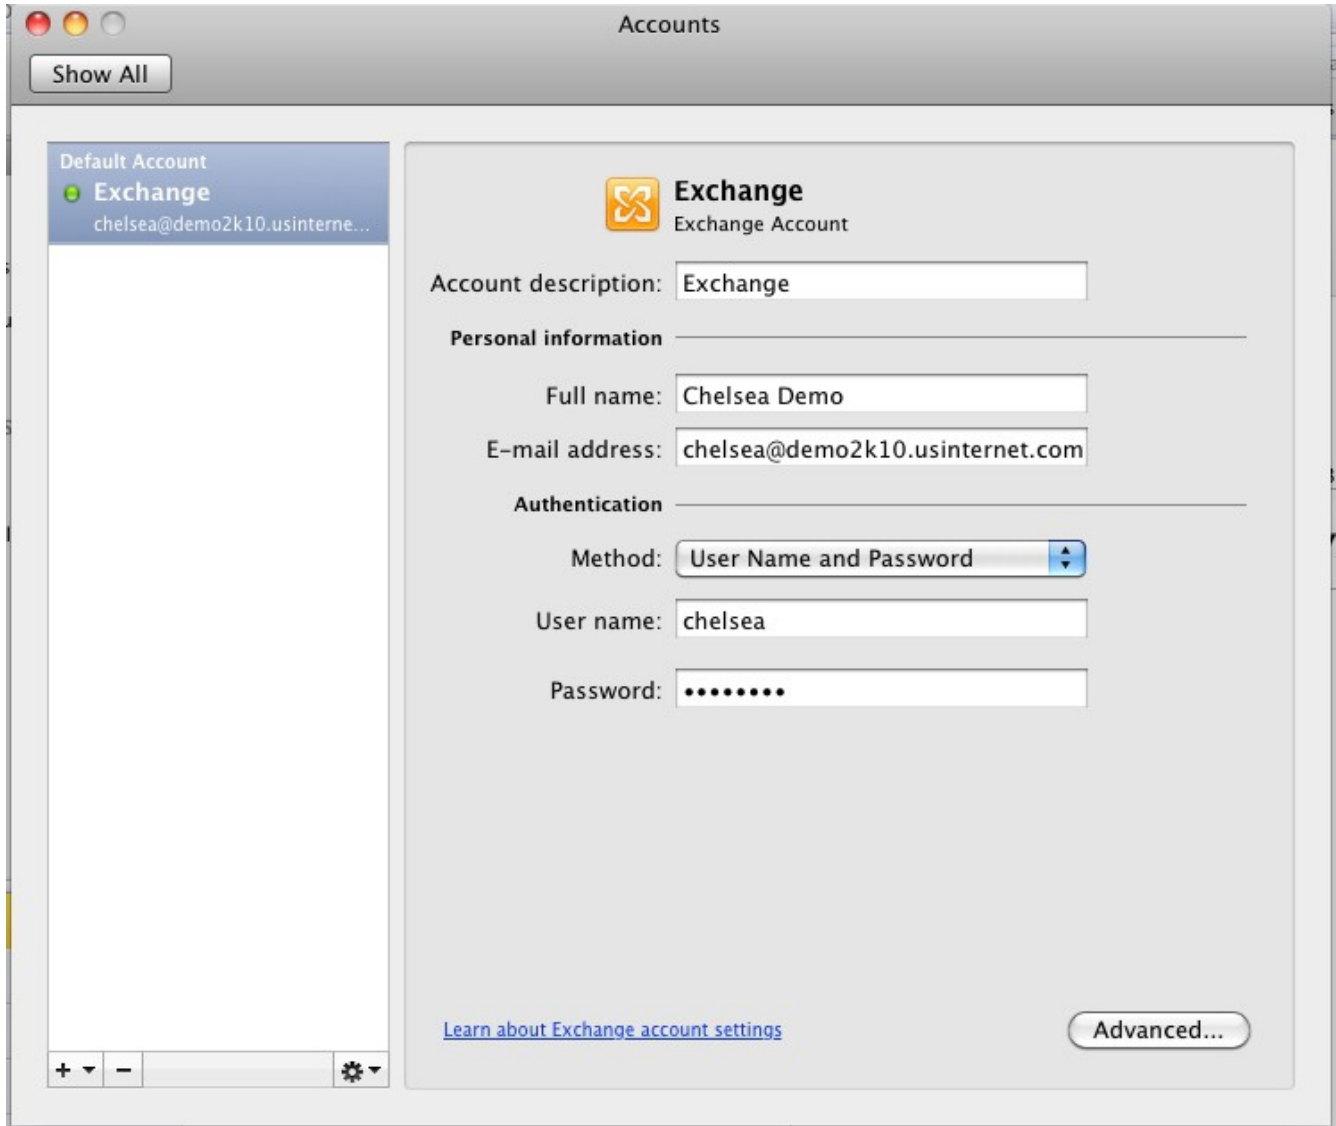 Accounts
Show All
Default Account
Exchange
chelsea@demo2k10.usinterne...
Exchange
Exchange Account
Account description: Exchange
Personal information
Full name: Chelsea Demo
E-mail address: chelsea@demo2k10.usinternet.com
Authentication
Method: User Name and Password
User name: chelsea
Password: ••••••••
Learn about Exchange account settings
Advanced...